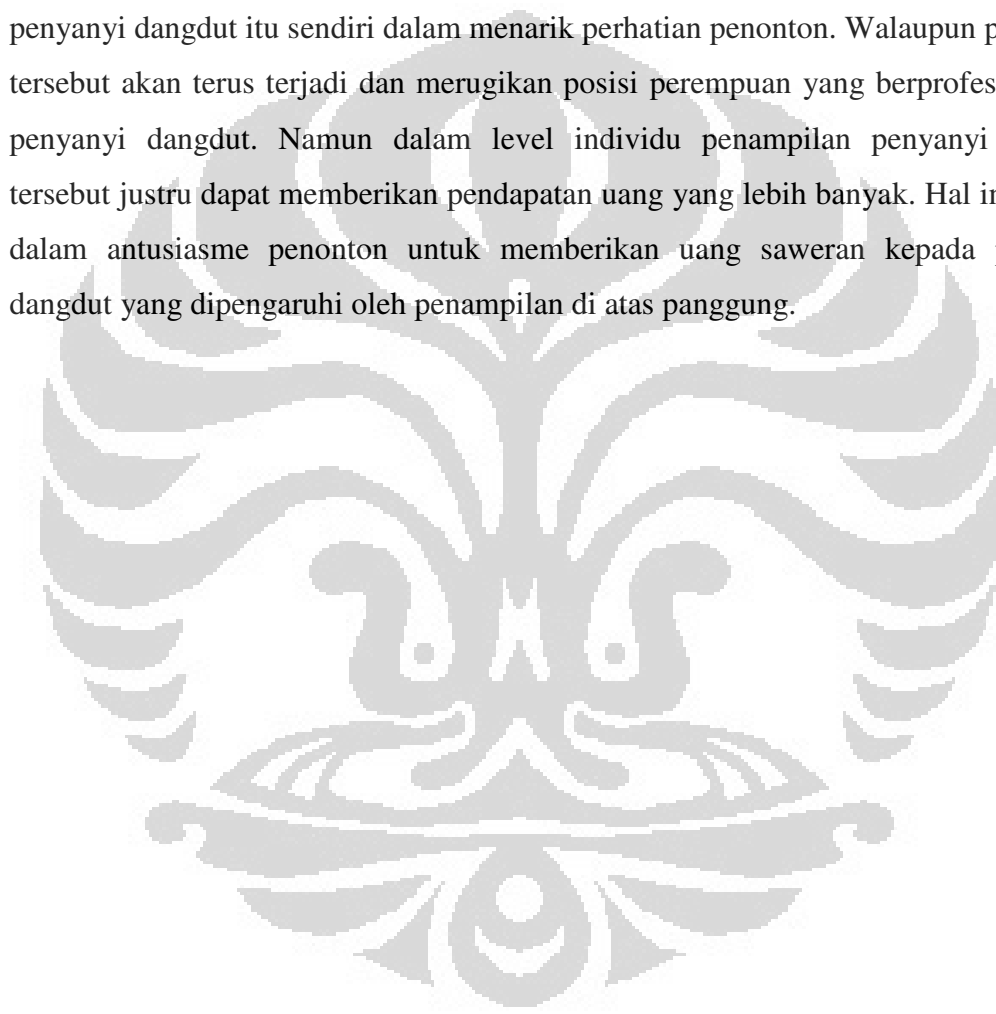 penyanyi dangdut itu sendiri dalam menarik perhatian penonton. Walaupun
tersebut akan terus terjadi dan merugikan posisi perempuan yang
penyanyi dangdut. Namun dalam level individu penampilan penyanyi
tersebut justru dapat memberikan pendapatan uang yang lebih banyak. Hal
dalam antusiasme penonton untuk memberikan uang saweran kepada
dangdut yang dipengaruhi oleh penampilan di atas panggung.